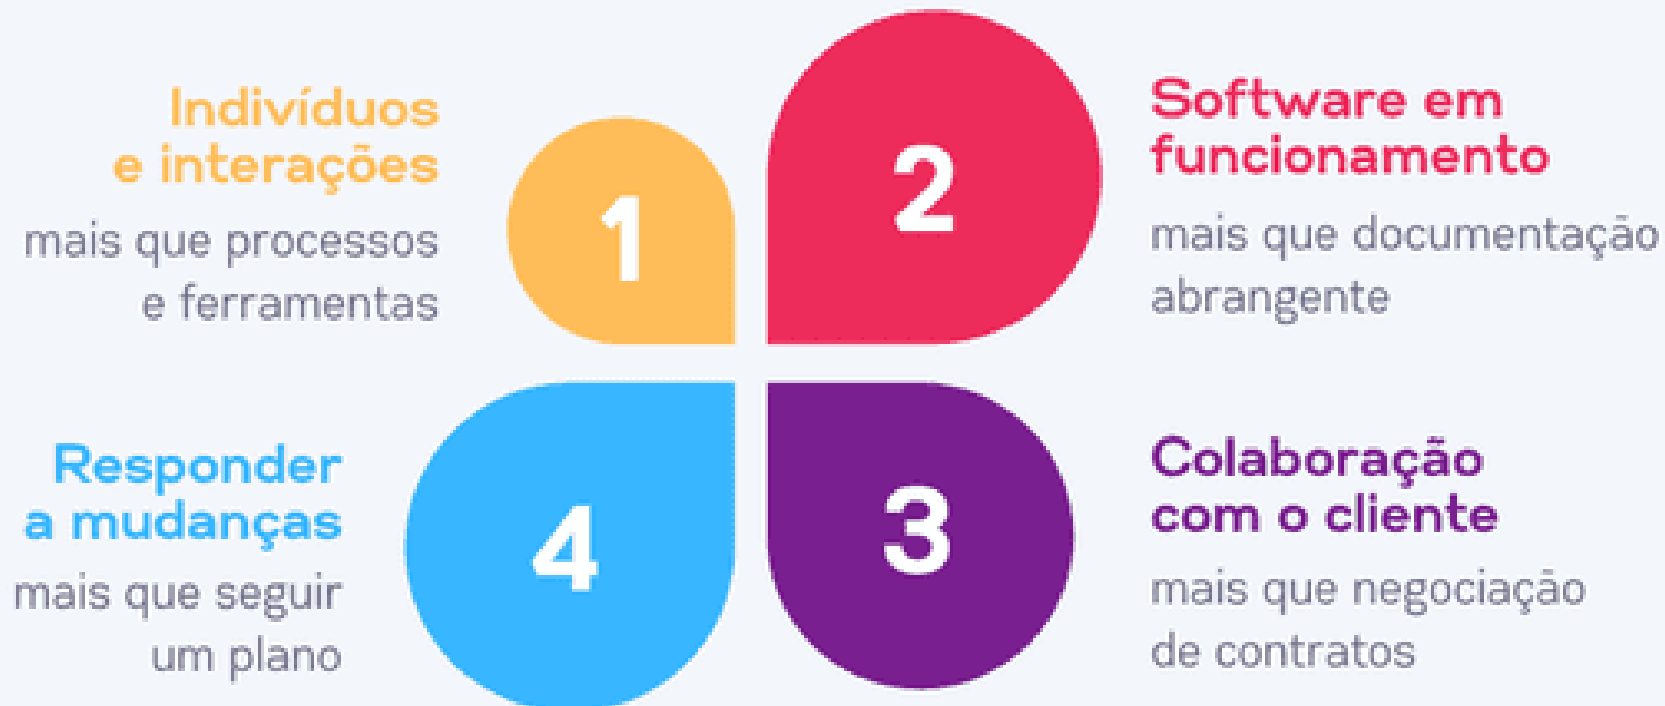 Indivíduos
e interações
mais que processos
e ferramentas
1
2
Software em
funcionamento
mais que documentação
abrangente
Responder
a mudanças
mais que seguir
um plano
4
3
Colaboração
com o cliente
mais que negociação
de contratos